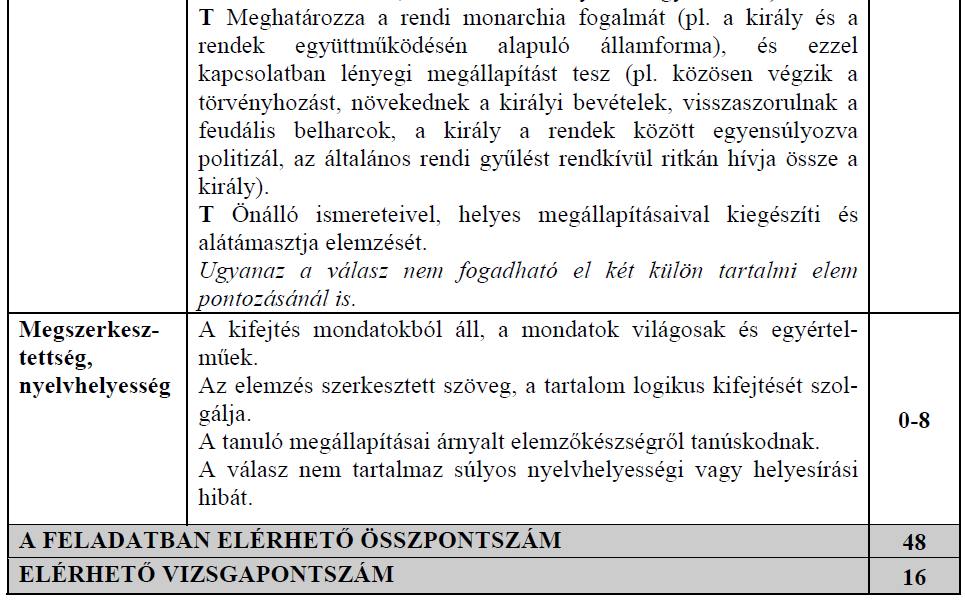 T Meghatározza a rendi monarchia fogalmát (pl. a király és a
rendek együttműködésén alapuló államforma), és ezzel
kapcsolatban lényegi megállapítást tesz (pl. közösen végzik a
törvényhozást, növekednek a királyi bevételek, visszaszorulnak a
feudális belharcok, a király a rendek között egyensúlyozva
politizál, az általános rendi gyűlést rendkívül ritkán hívja össze a
király).
T Önálló ismereteivel, helyes megállapításaival kiegészíti és
alátámasztja elemzését.
Ugyanaz a válasz nem fogadható el két külön tartalmi elem
pontozásánál is.
Megszerkesz-
tettség,
nyelvhelyesség
A kifejtés mondatokból áll, a mondatok világosak és egyértel-
műek.
Az elemzés szerkesztett szöveg, a tartalom logikus kifejtését szol-
gálja.
A tanuló megállapításai árnyalt elemzőkészségről tanúskodnak.
A válasz nem tartalmaz súlyos nyelvhelyességi vagy helyesírási
hibát.
0-8
A FELADATBAN ELÉRHETŐ ÖSSZPONTSZÁM 48
ELÉRHETŐ VIZSGAPONTSZÁM 16